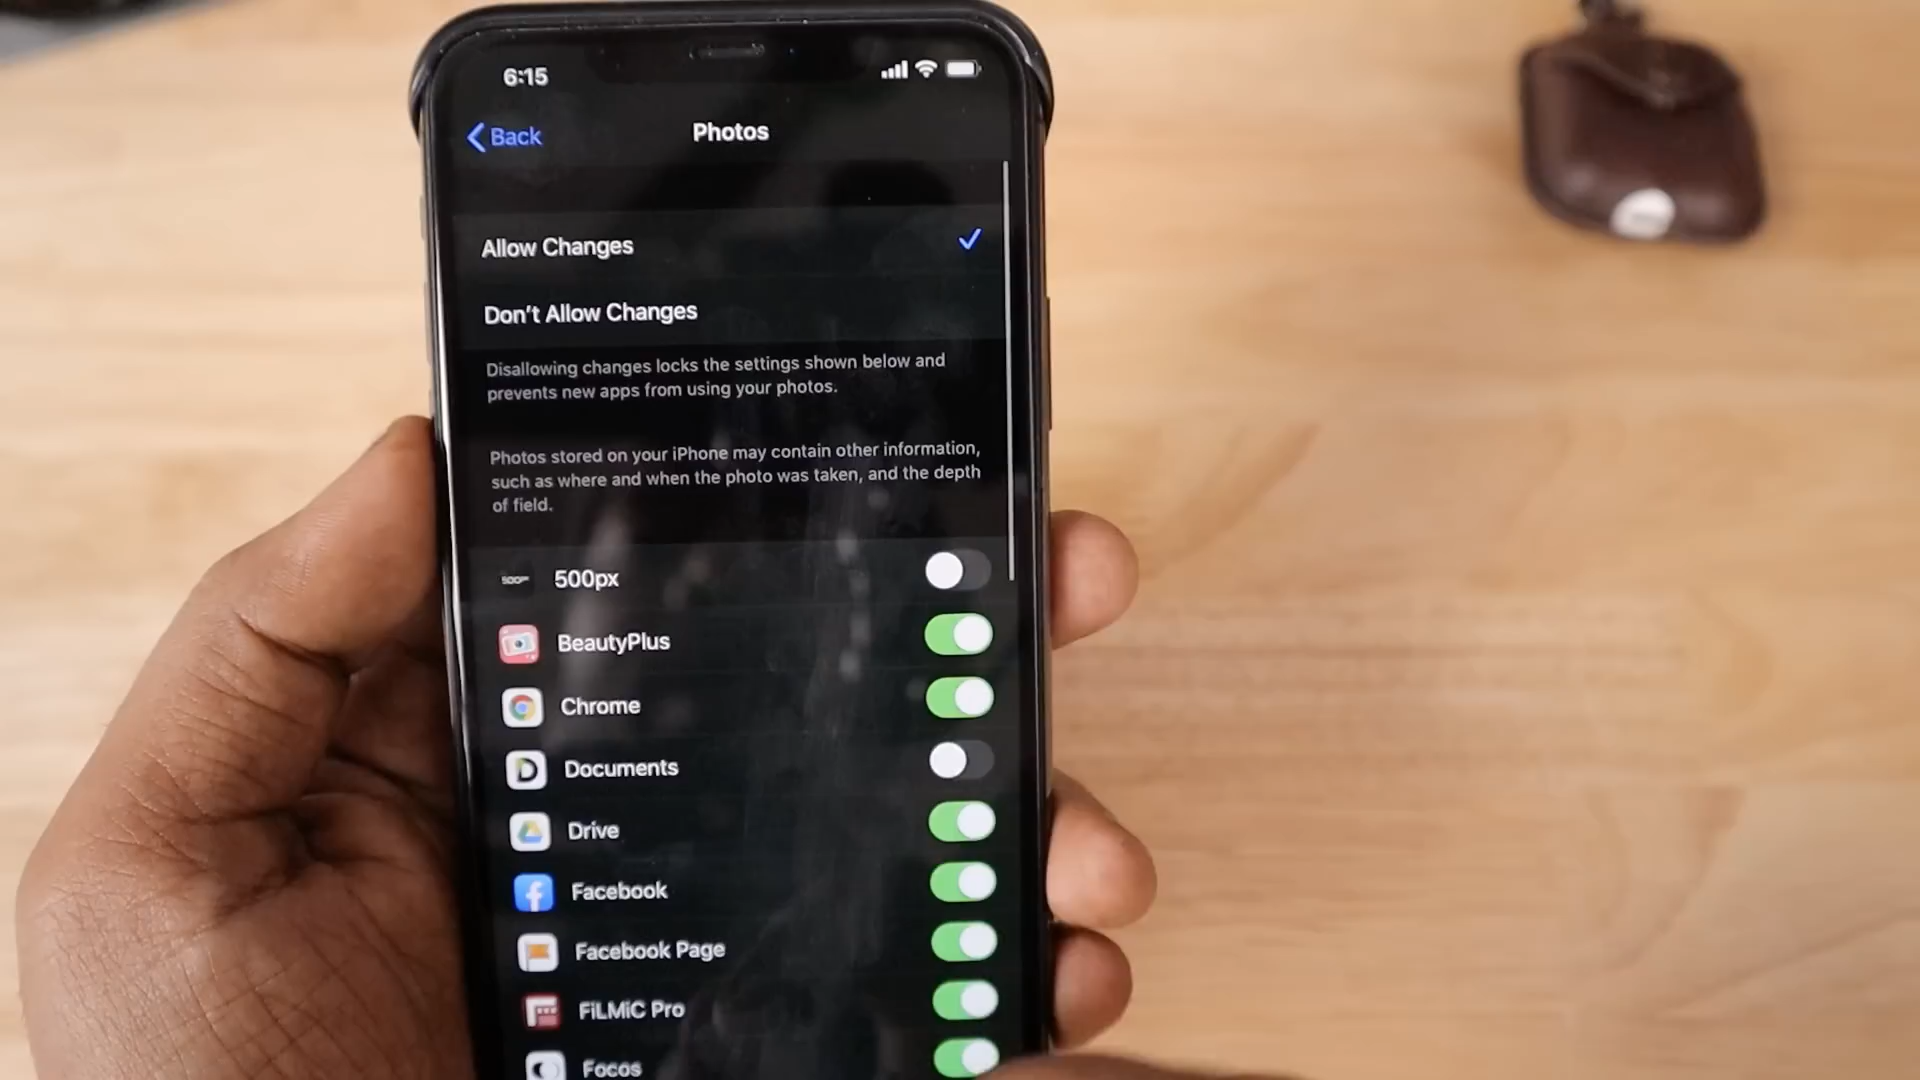 6:15
Back
Photos
Allow Changes
Don't Allow Changes
Disallowing changes locks the settings shown below and
prevents new apps from using your photos.
Photos stored on your iPhone may contain other information,
such as where and when the photo was taken, and the depth
of field.
500px
500px
BeautyPlus
Chrome
Documents
Drive
Facebook
Facebook Page
FiLMiC Pro
Focos